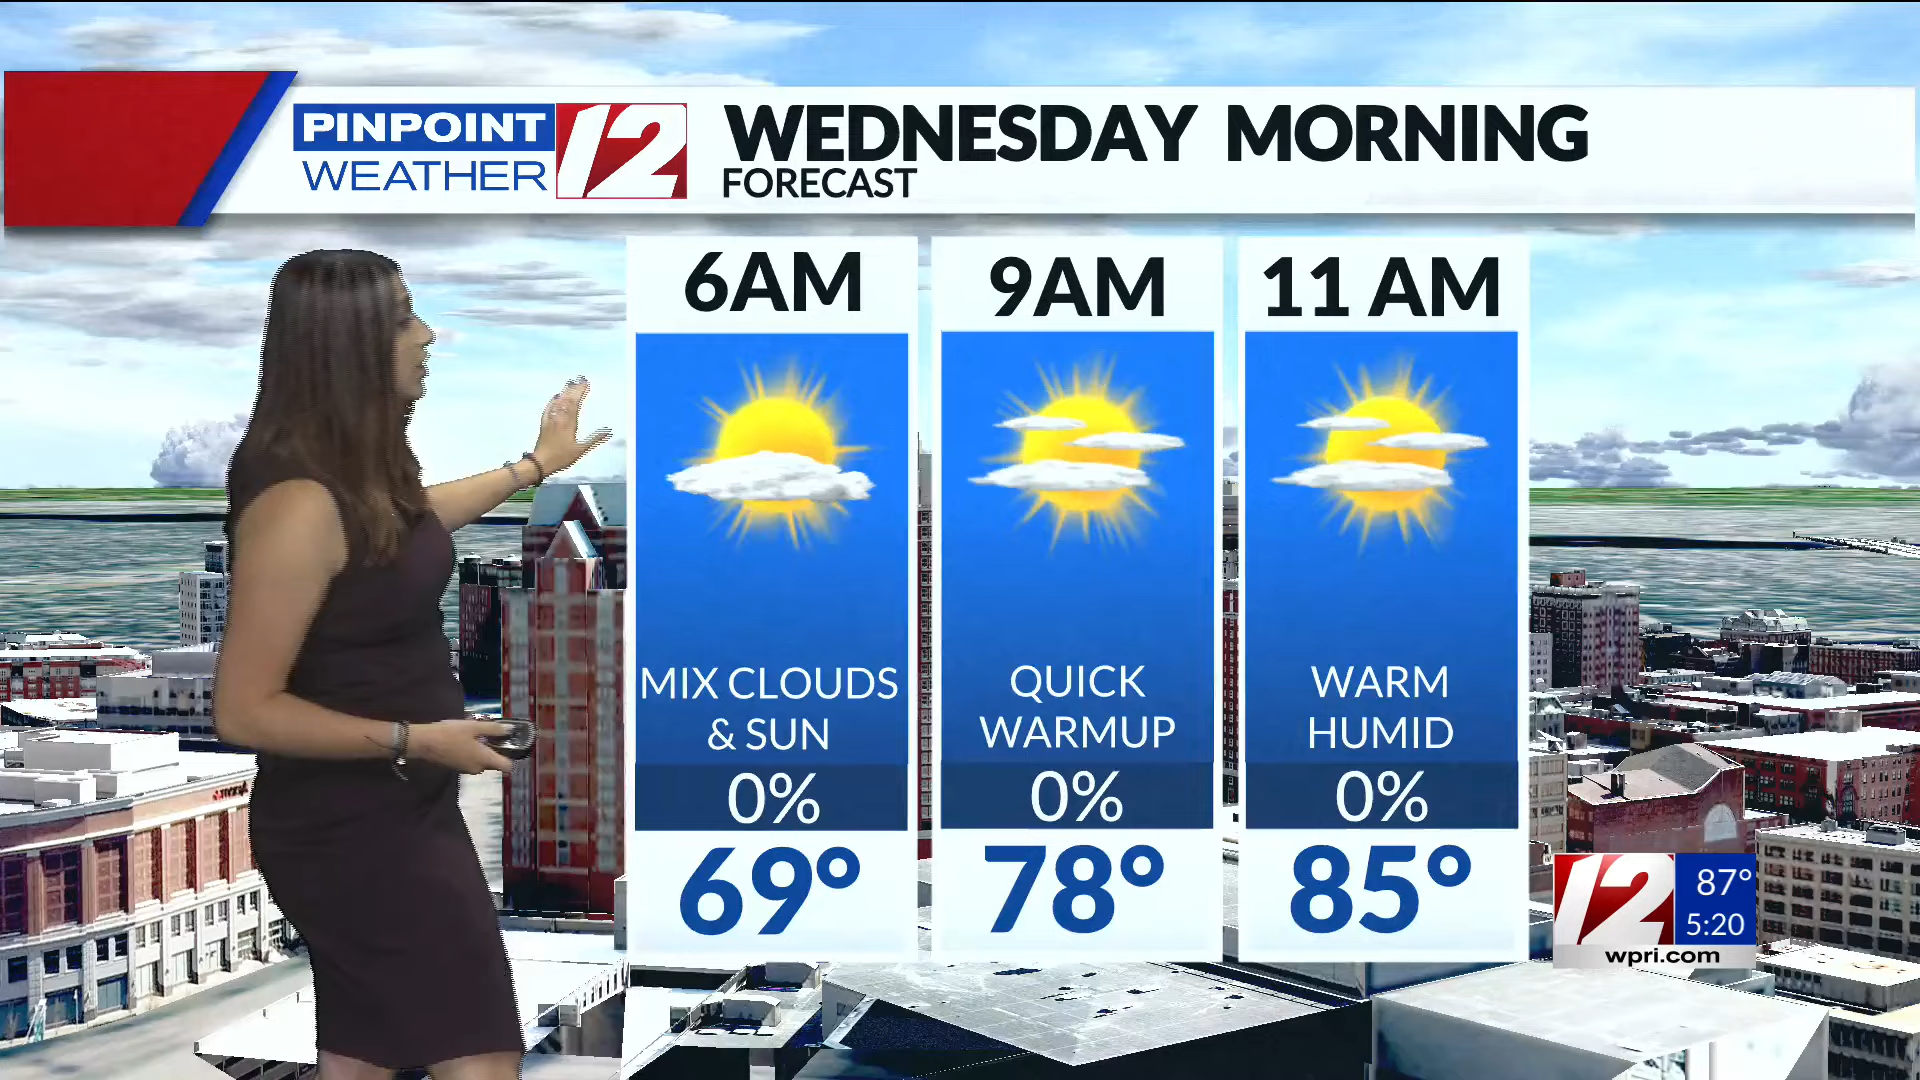 PINPOINT
WEATHER 12
WEDNESDAY MORNING
FORECAST
6AM
MIX CLOUDS
& SUN
0%
69°
9AM
QUICK
WARMUP
0%
78°
11 AM
WARM
HUMID
0%
85°
12
87°
5:20
wpri.com